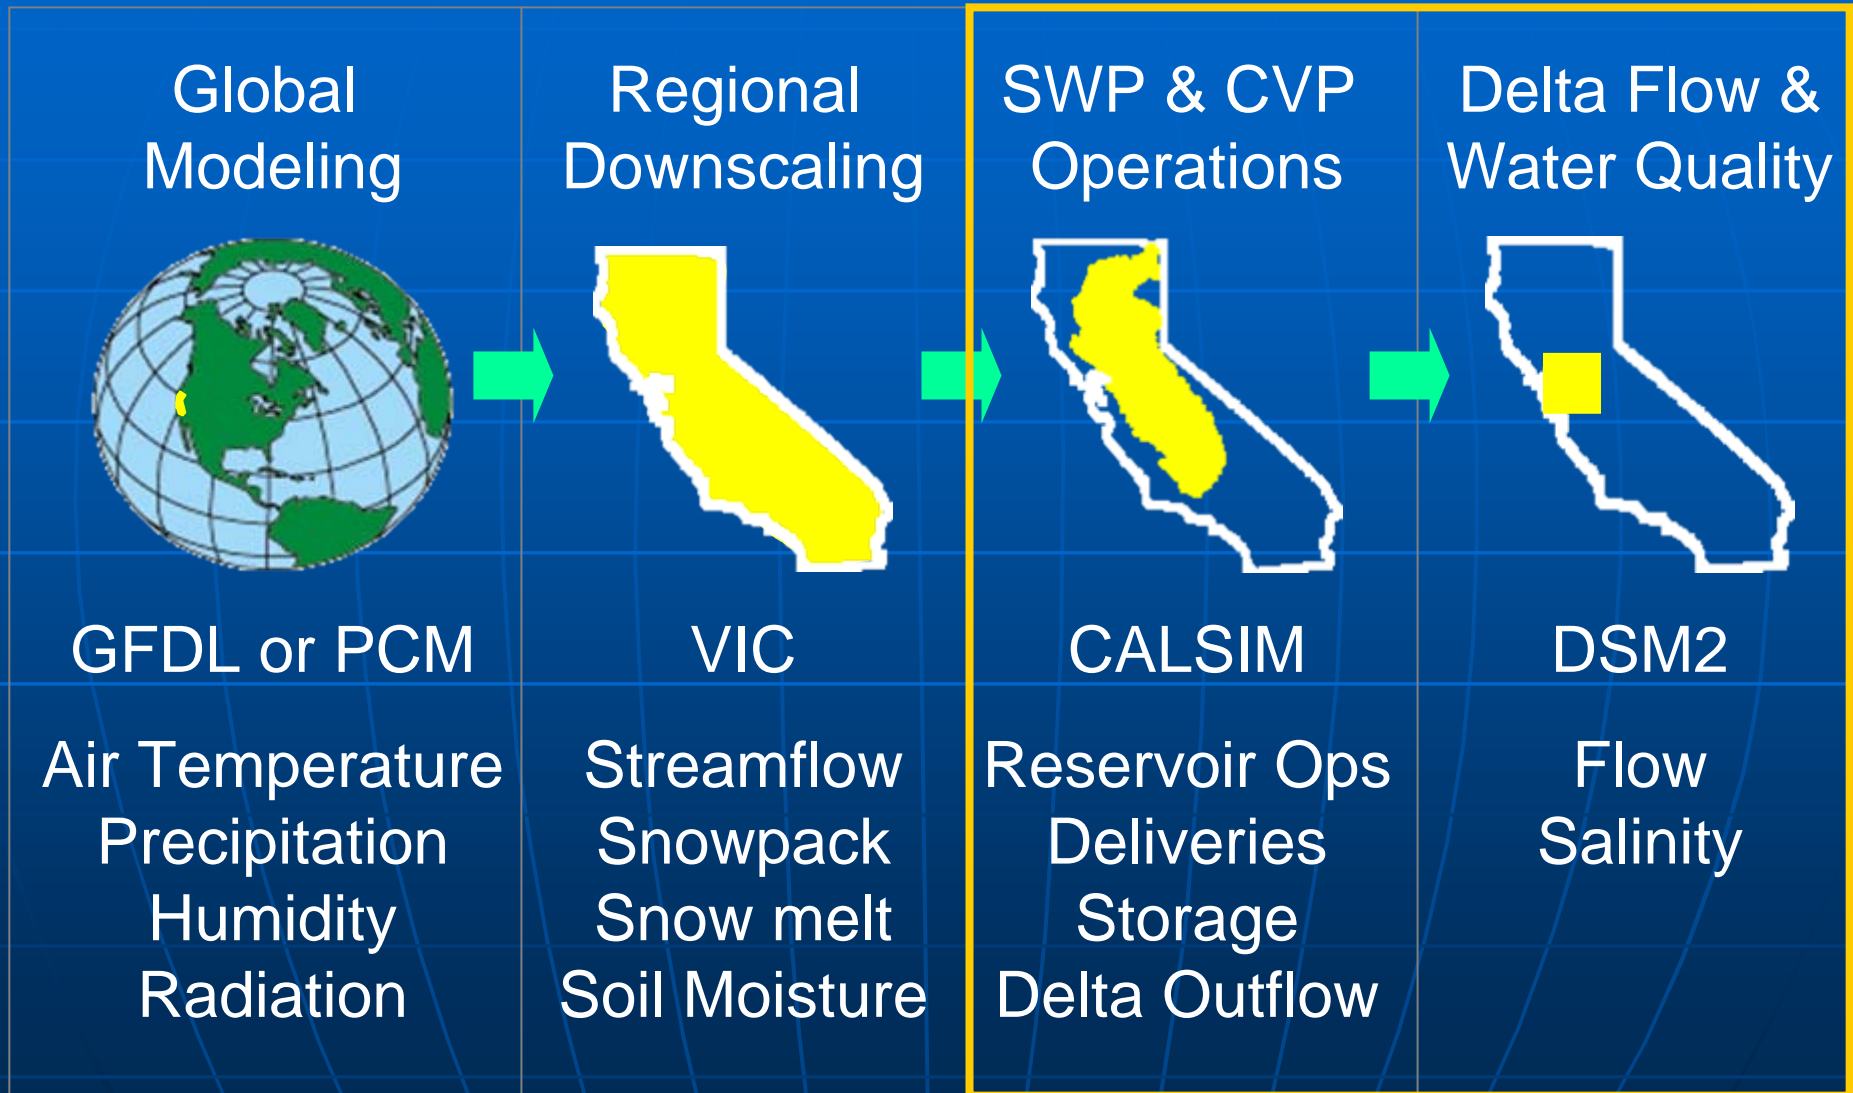 Global
Modeling
GFDL or PCM
Air Temperature
Precipitation
Humidity
Radiation
Regional
Downscaling
VIC
Streamflow
Snowpack
Snow melt
Soil Moisture
SWP & CVP
Operations
CALSIM
Reservoir Ops
Deliveries
Storage
Delta Outflow
Delta Flow &
Water Quality
DSM2
Flow
Salinity